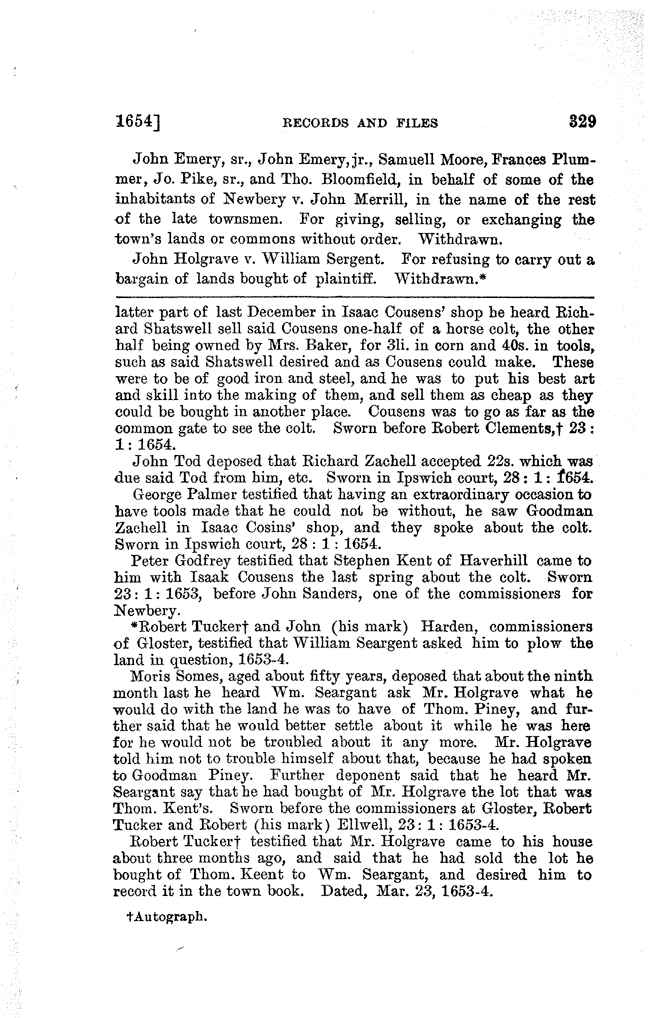 1654] RECORDS AND FILES 329
John Emery, sr., John Emery, jr., Samuell Moore, Frances Plum-
mer, Jo. Pike, sr., and Tho. Bloomfield, in behalf of some of the
inhabitants of Newbery v. John Merrill, in the name of the rest
of the late townsmen. For giving, selling, or exchanging the
town's lands or commons without order. Withdrawn.
John Holgrave v. William Sergent. For refusing to carry out a
bargain of lands bought of plaintiff. Withdrawn.*
latter part of last December in Isaac Cousens' shop he heard Rich-
ard Shatswell sell said Cousens one-half of a horse colt, the other
half being owned by Mrs. Baker, for 3li. in corn and 40s. in tools,
such as said Shatswell desired and as Cousens could make. These
were to be of good iron and steel, and he was to put his best art
and skill into the making of them, and sell them as cheap as they
could be bought in another place. Cousens was to go as far as the
common gate to see the colt. Sworn before Robert Clements,† 23 :
1 : 1654.
John Tod deposed that Richard Zachell accepted 22s. which was
due said Tod from him, etc. Sworn in Ipswich court, 28 : 1 : 1654.
George Palmer testified that having an extraordinary occasion to
have tools made that he could not be without, he saw Goodman
Zachell in Isaac Cosins' shop, and they spoke about the colt.
Sworn in Ipswich court, 28 : 1 : 1654.
Peter Godfrey testified that Stephen Kent of Haverhill came to
him with Isaak Cousens the last spring about the colt. Sworn
23 : 1 : 1653, before John Sanders, one of the commissioners for
Newbery.
*Robert Tucker† and John (his mark) Harden, commissioners
of Gloster, testified that William Seargent asked him to plow the
land in question, 1653-4.
Moris Somes, aged about fifty years, deposed that about the ninth
month last he heard Wm. Seargant ask Mr. Holgrave what he
would do with the land he was to have of Thom. Piney, and fur-
ther said that he would better settle about it while he was here
for he would not be troubled about it any more. Mr. Holgrave
told him not to trouble himself about that, because he had spoken
to Goodman Piney. Further deponent said that he heard Mr.
Seargant say that he had bought of Mr. Holgrave the lot that was
Thom. Kent's. Sworn before the commissioners at Gloster, Robert
Tucker and Robert (his mark) Ellwell, 23 : 1 : 1653-4.
Robert Tucker† testified that Mr. Holgrave came to his house
about three months ago, and said that he had sold the lot he
bought of Thom. Keent to Wm. Seargant, and desired him to
record it in the town book. Dated, Mar. 23, 1653-4.
†Autograph.